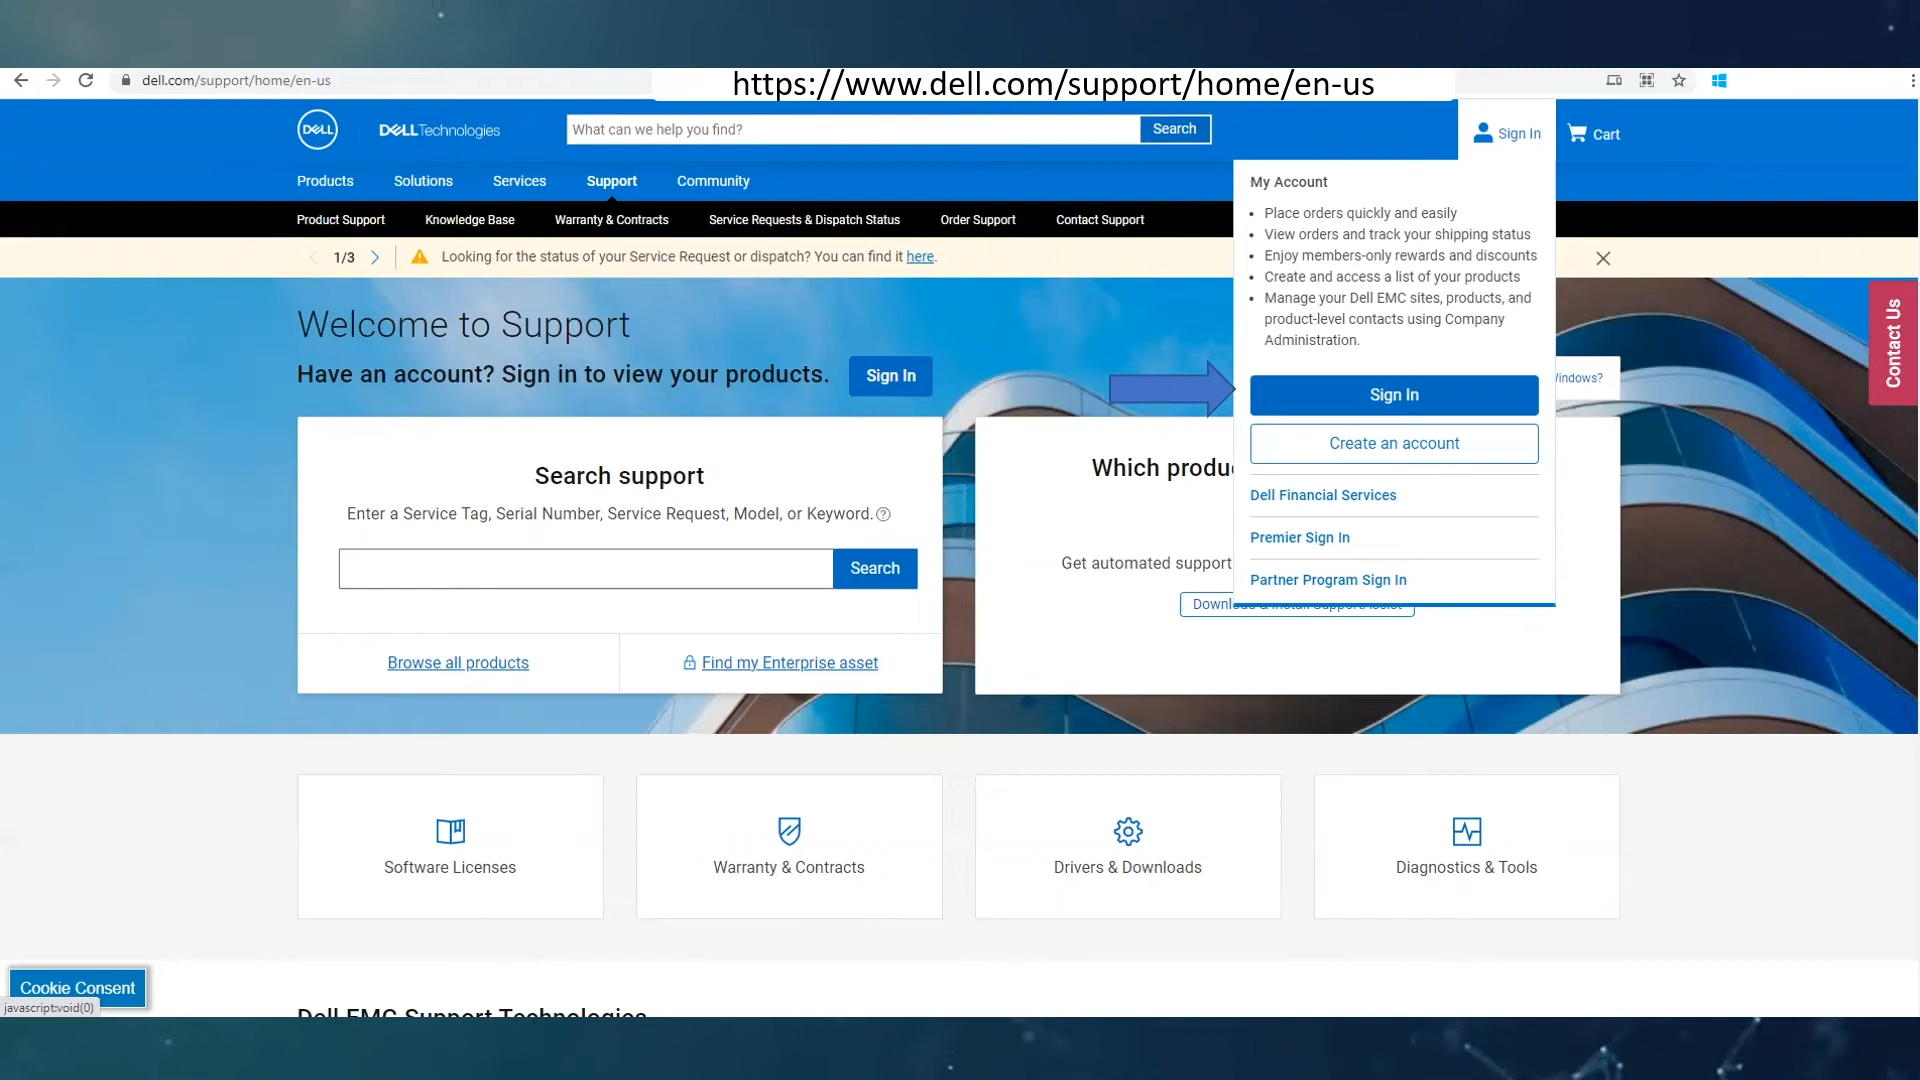 dell.com/support/home/en-us
https://www.dell.com/support/home/en-us
DELL
DELLTechnologies
What can we help you find?
Search
Sign In
Cart
Products
Solutions
Services
Support
Community
Product Support
Knowledge Base
Warranty & Contracts
Service Requests & Dispatch Status
Order Support
Contact Support
1/3
Looking for the status of your Service Request or dispatch? You can find it here.
My Account
• Place orders quickly and easily
• View orders and track your shipping status
• Enjoy members-only rewards and discounts
• Create and access a list of your products
• Manage your Dell EMC sites, products, and
product-level contacts using Company
Administration.
Sign In
Create an account
Dell Financial Services
Premier Sign In
Partner Program Sign In
Contact Us
Welcome to Support
Have an account? Sign in to view your products.
Sign In
Windows?
Search support
Enter a Service Tag, Serial Number, Service Request, Model, or Keyword.
Search
Browse all products
Find my Enterprise asset
Which produ
Get automated support
Download & Install SupportAssist
Software Licenses
Warranty & Contracts
Drivers & Downloads
Diagnostics & Tools
Cookie Consent
javascript:void(0)
Dell EMC Support Technologies